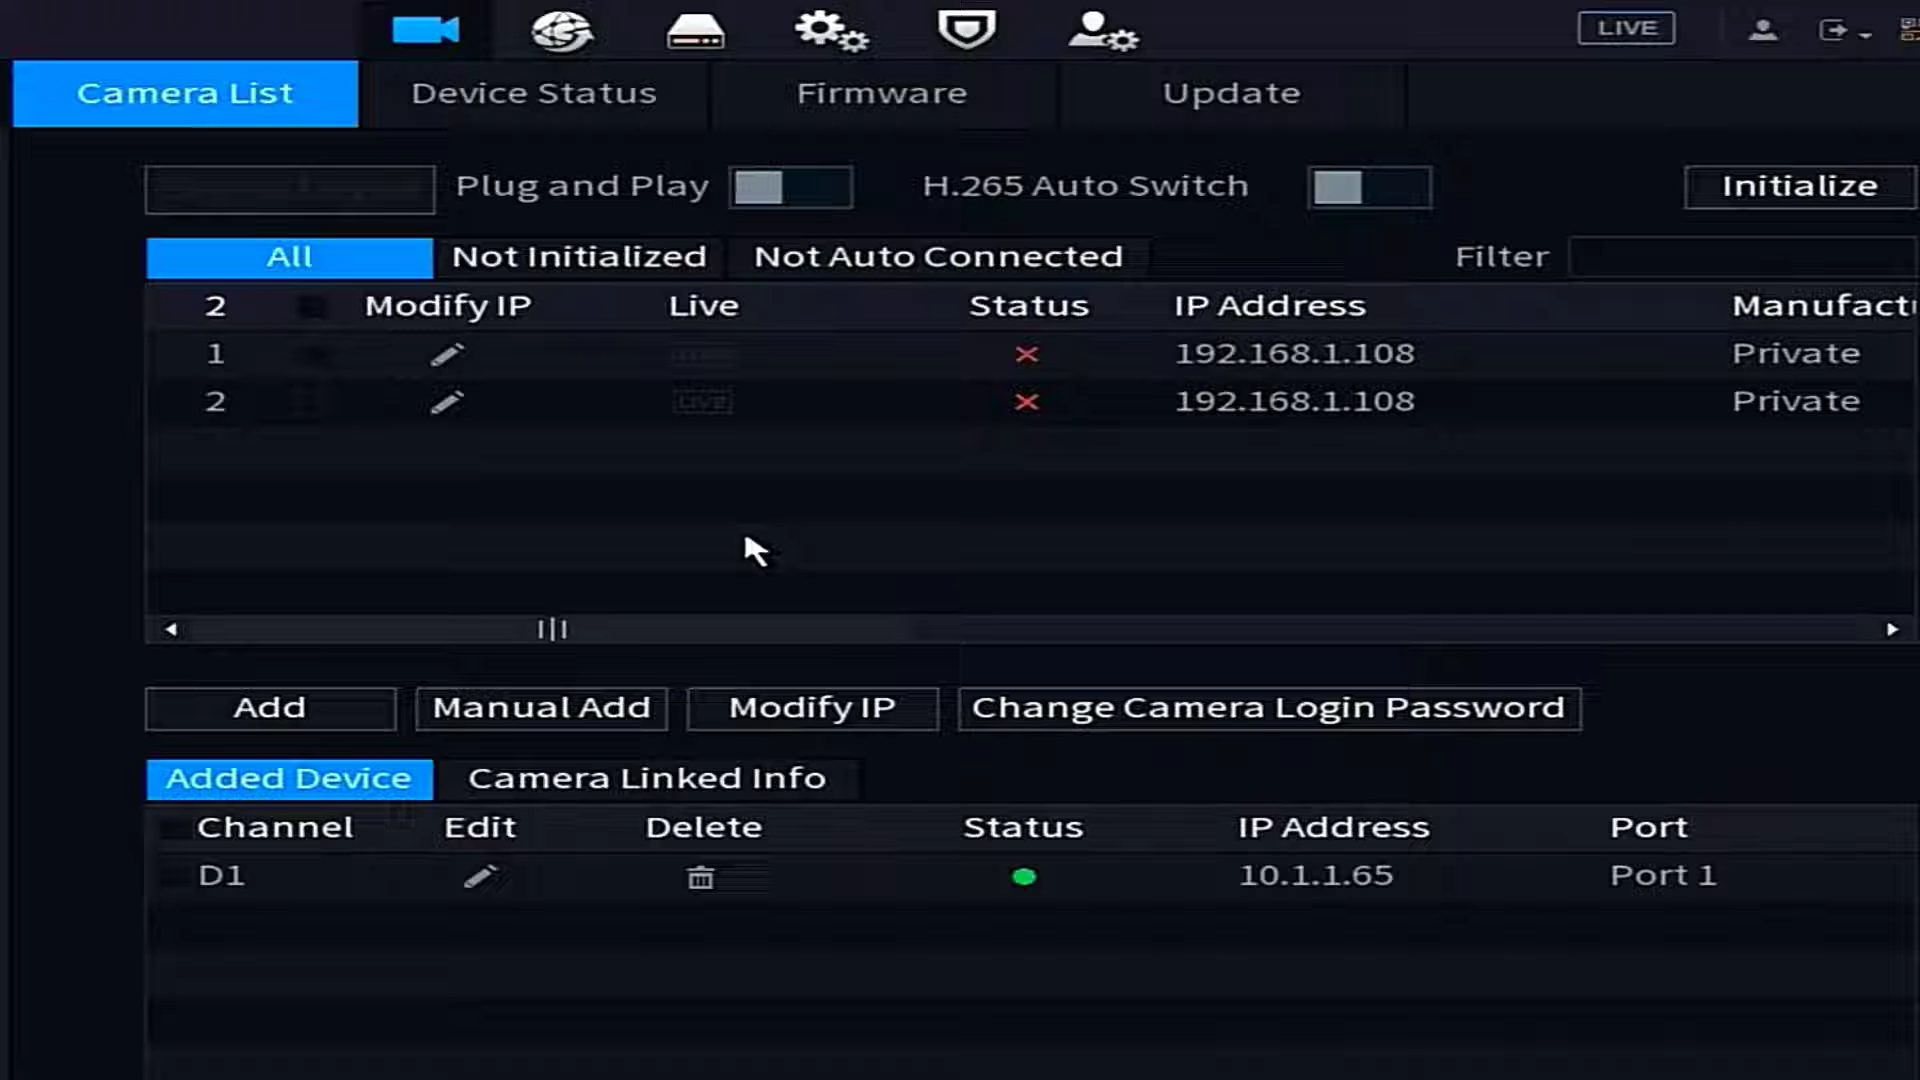 LIVE
Camera List Device Status Firmware Update
Plug and Play H.265 Auto Switch Initialize
All Not Initialized Not Auto Connected Filter
2 Modify IP Live Status IP Address Manufactu
1 192.168.1.108 Private
2 LIVE 192.168.1.108 Private
Add Manual Add Modify IP Change Camera Login Password
Added Device Camera Linked Info
Channel Edit Delete Status IP Address Port
D1 10.1.1.65 Port 1